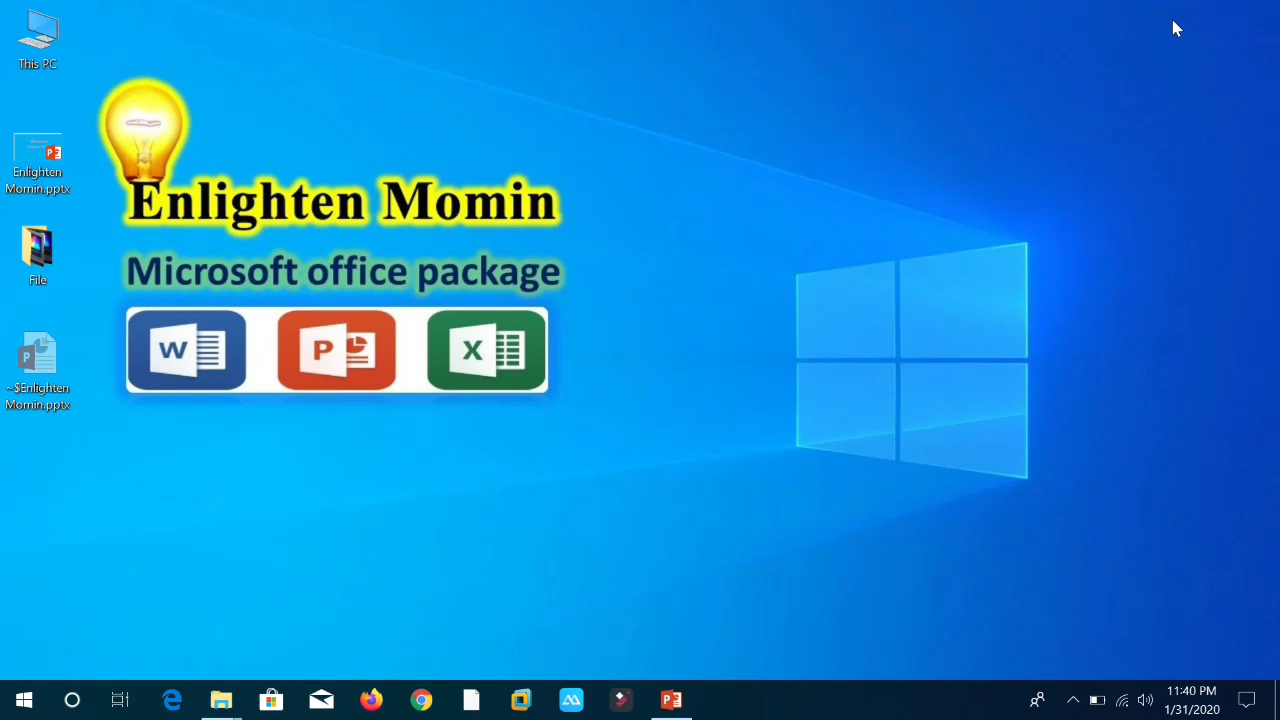 This PC
Enlighten
Momin.pptx
File
~$Enlighten
Momin.pptx
Enlighten Momin
Microsoft office package
W
P
X
11:40 PM
1/31/2020